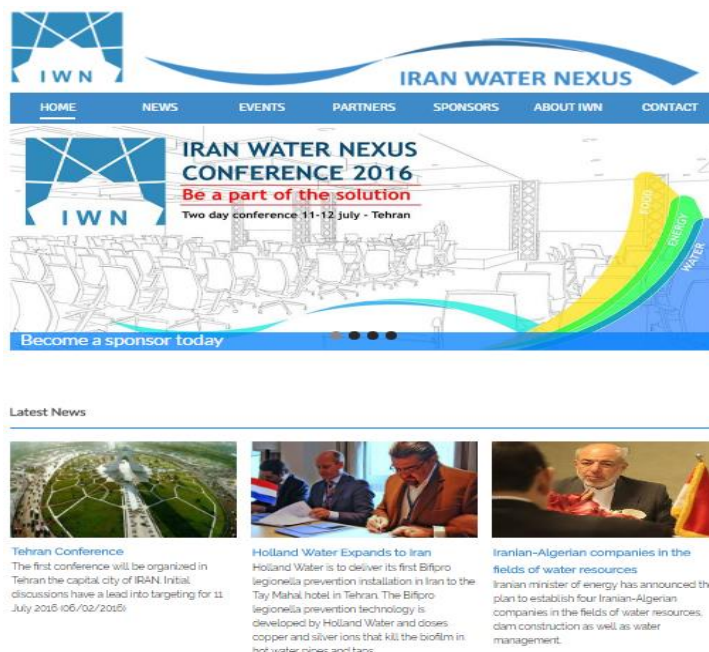 IWN
IRAN WATER NEXUS
HOME NEWS EVENTS PARTNERS SPONSORS ABOUT IWN CONTACT
IWN
IRAN WATER NEXUS
CONFERENCE 2016
Be a part of the solution
Two day conference 11-12 july - Tehran
FOOD
ENERGY
WATER
Become a sponsor today
Latest News
Tehran Conference
The first conference will be organized in
Tehran the capital city of IRAN. Initial
discussions have a lead into targeting for 11
July 2016 (06/02/2016)
Holland Water Expands to Iran
Holland Water is to deliver its first Bifipro
legionella prevention installation in Iran to the
Tay Mahal hotel in Tehran. The Bifipro
legionella prevention technology is
developed by Holland Water and doses
copper and silver ions that kill the biofilm in
hot water pipes and taps
Iranian-Algerian companies in the
fields of water resources
Iranian minister of energy has announced the
plan to establish four Iranian-Algerian
companies in the fields of water resources,
dam construction as well as water
management.